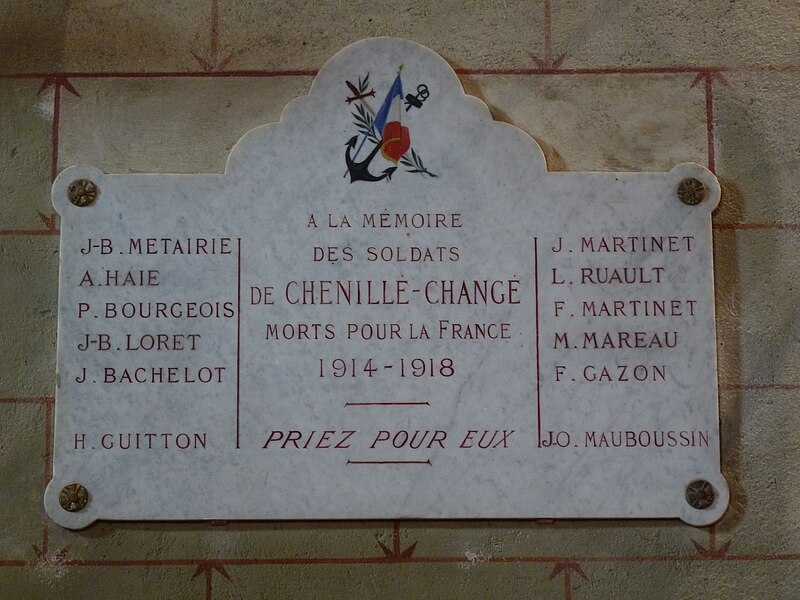 A LA MÉMOIRE
DES SOLDATS
DE CHENILLÉ-CHANGÉ
MORTS POUR LA FRANCE
1914-1918
PRIEZ POUR EUX
J-B. METAIRIE
A. HAIE
P. BOURGEOIS
J-B. LORET
J. BACHELOT
H. GUITTON
J. MARTINET
L. RUAULT
F. MARTINET
M. MAREAU
F. GAZON
J.O. MAUBOUSSIN